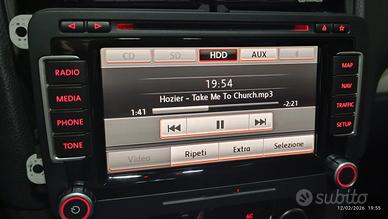 CD SD HDD AUX
RADIO
MEDIA
PHONE
TONE
MAP
NAV
TRAFFIC
SETUP
19:54
Hozier - Take Me To Church.mp3
1:41
-2:21
Video Ripeti Extra Selezione
subito
12/02/2026 19:55